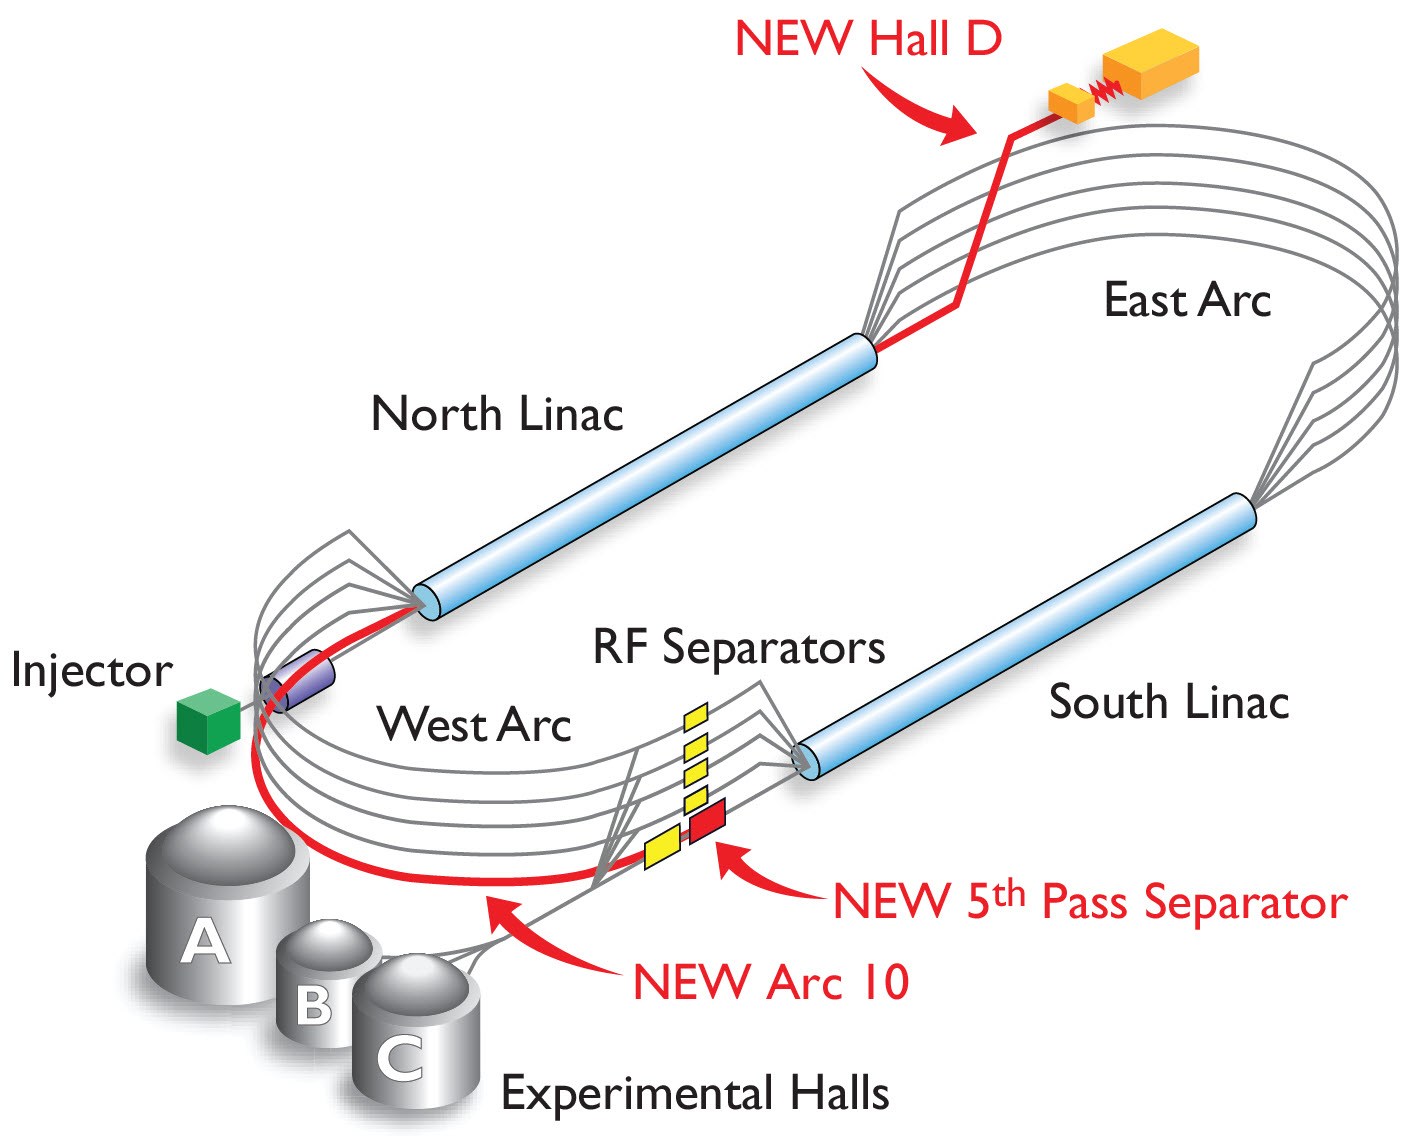 NEW Hall D
East Arc
North Linac
RF Separators
Injector
South Linac
West Arc
NEW 5th Pass Separator
A
NEW Arc 10
B
C
Experimental Halls